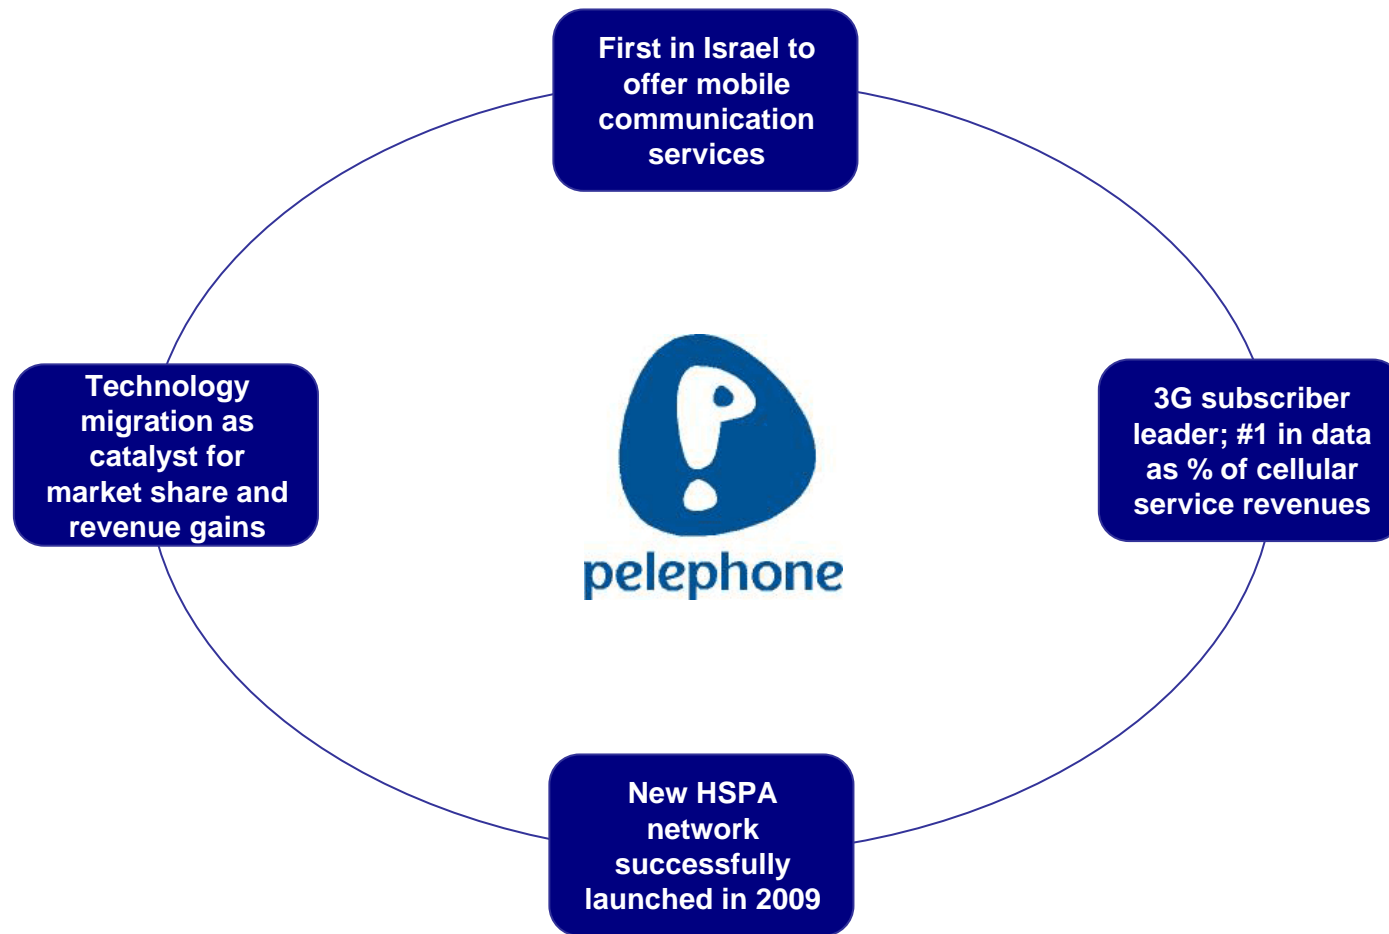 First in Israel to
offer mobile
communication
services
Technology
migration as
catalyst for
market share and
revenue gains
3G subscriber
leader; #1 in data
as % of cellular
service revenues
pelephone
New HSPA
network
successfully
launched in 2009